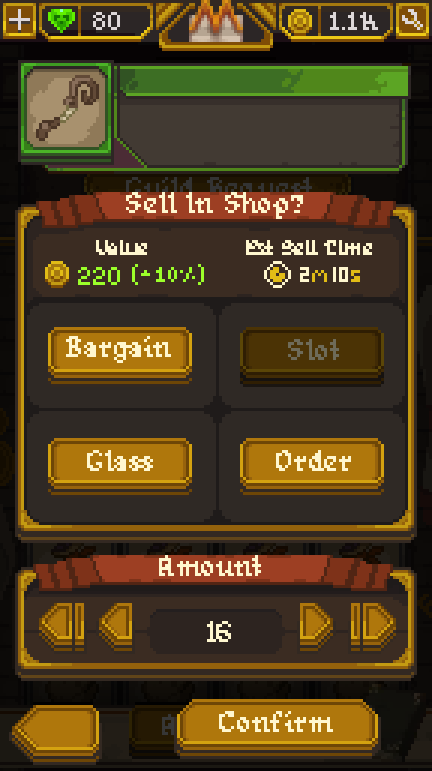 80
1.1k
Guild Request
Sell In Shop?
Value
Est Sell Time
220 (+10%)
2m 10s
Bargain
Slot
Glass
Order
Amount
16
Confirm